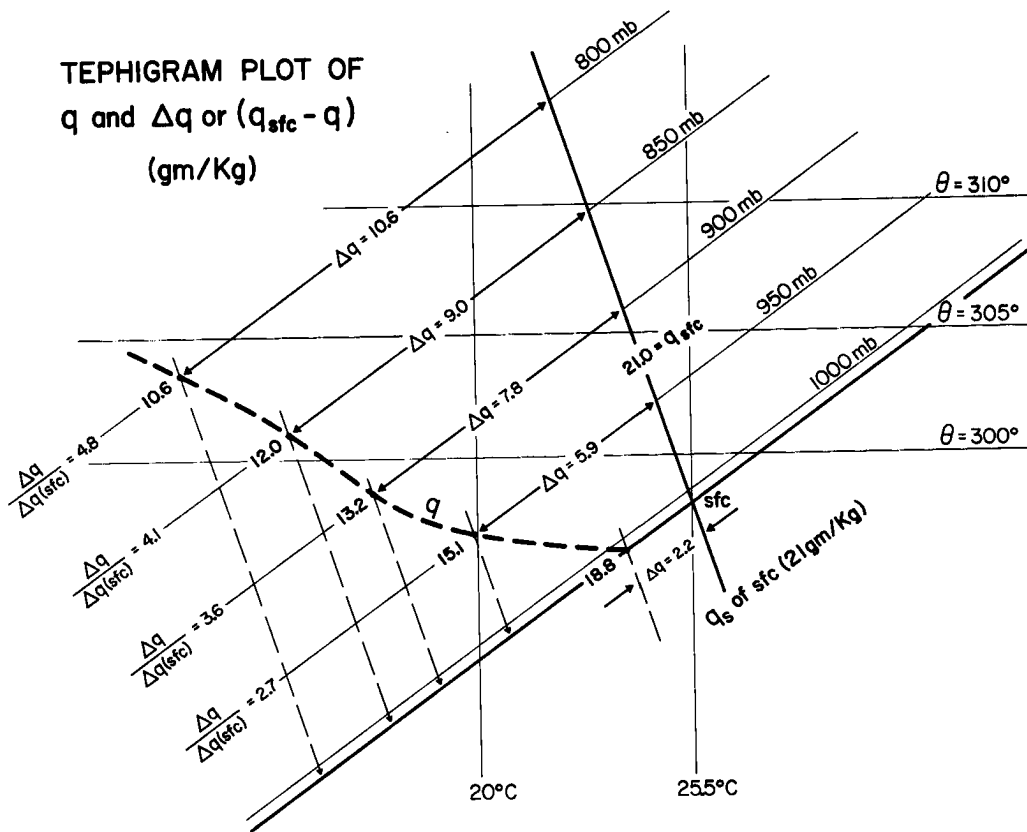 TEPHIGRAM PLOT OF
q and Δq or (q_sfc - q)
(gm/Kg)
800 mb
850 mb
900 mb
950 mb
1000 mb
θ = 310°
θ = 305°
θ = 300°
Δq = 10.6
Δq = 9.0
Δq = 7.8
Δq = 5.9
Δq = 2.2
21.0 = q_sfc
sfc
q_s of sfc (21 gm/Kg)
q
10.6
12.0
13.2
15.1
18.8
Δq/Δq(sfc) = 4.8
Δq/Δq(sfc) = 4.1
Δq/Δq(sfc) = 3.6
Δq/Δq(sfc) = 2.7
20°C
25.5°C